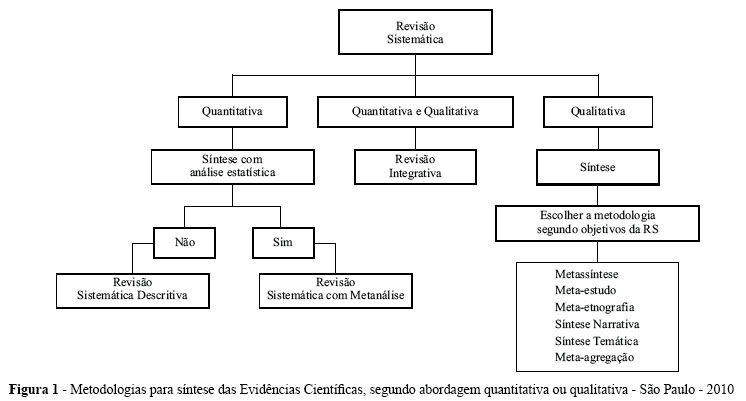 Revisão
Sistemática
Quantitativa
Quantitativa e Qualitativa
Qualitativa
Síntese com
análise estatística
Revisão
Integrativa
Síntese
Escolher a metodologia
segundo objetivos da RS
Não
Sim
Revisão
Sistemática Descritiva
Revisão
Sistemática com Metanálise
Metassíntese
Meta-estudo
Meta-etnografia
Síntese Narrativa
Síntese Temática
Meta-agregação
Figura 1 - Metodologias para síntese das Evidências Científicas, segundo abordagem quantitativa ou qualitativa - São Paulo - 2010